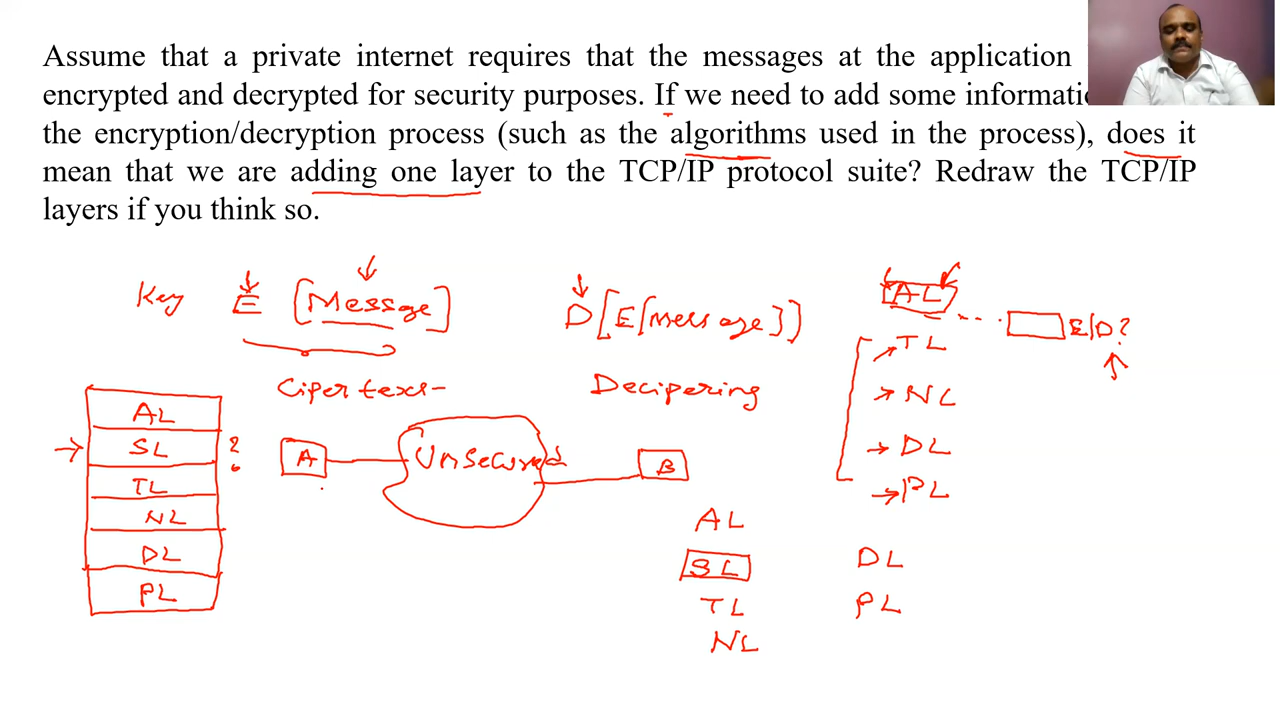 Assume that a private internet requires that the messages at the application
encrypted and decrypted for security purposes. If we need to add some informati
the encryption/decryption process (such as the algorithms used in the process), does it
mean that we are adding one layer to the TCP/IP protocol suite? Redraw the TCP/IP
layers if you think so.
Key E [Message]
D[E[message]]
AL
E/D?
TL
NL
DL
PL
Cipertext
Decipering
AL
SL ?
TL
NL
DL
PL
A
Unsecured
B
AL
SL
TL
NL
DL
PL